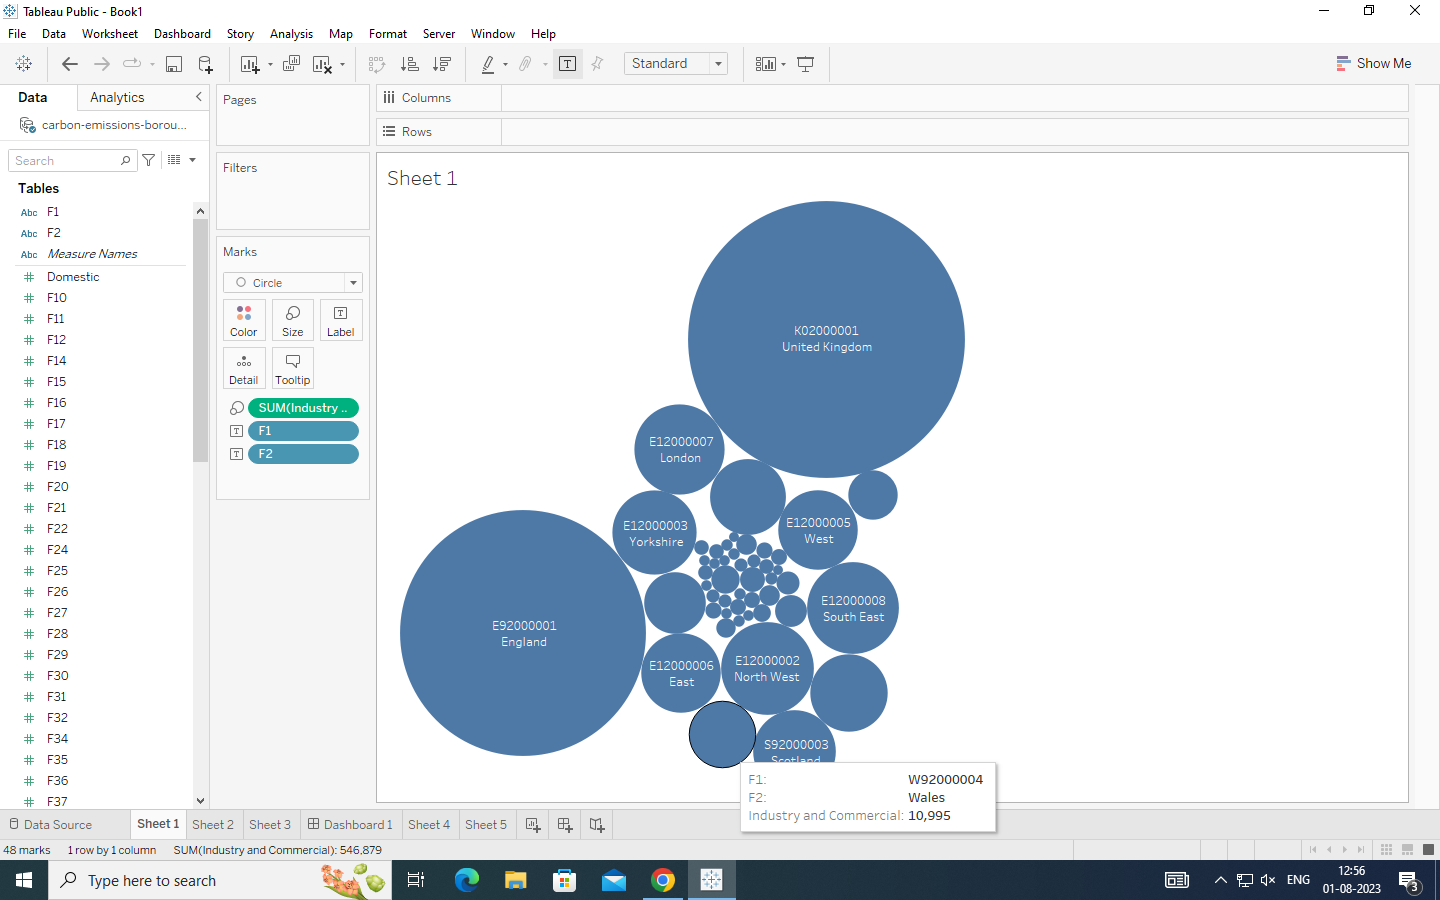 Tableau Public - Book1
File Data Worksheet Dashboard Story Analysis Map Format Server Window Help
Standard
Show Me
Data Analytics
carbon-emissions-borou...
Search
Tables
Abc F1
Abc F2
Abc Measure Names
Domestic
F10
F11
F12
F14
F15
F16
F17
F18
F19
F20
F21
F22
F24
F25
F26
F27
F28
F29
F30
F31
F32
F34
F35
F36
F37
Pages
Filters
Marks
Circle
Color Size Label
Detail Tooltip
SUM(Industry ..
F1
F2
Columns
Rows
Sheet 1
K02000001
United Kingdom
E12000007
London
E12000003
Yorkshire
E12000005
West
E92000001
England
E12000008
South East
E12000006
East
E12000002
North West
S92000003
Scotland
F1: W92000004
F2: Wales
Industry and Commercial: 10,995
Data Source Sheet 1 Sheet 2 Sheet 3 Dashboard 1 Sheet 4 Sheet 5
48 marks 1 row by 1 column SUM(Industry and Commercial): 546,879
Type here to search
ENG
12:56
01-08-2023
3